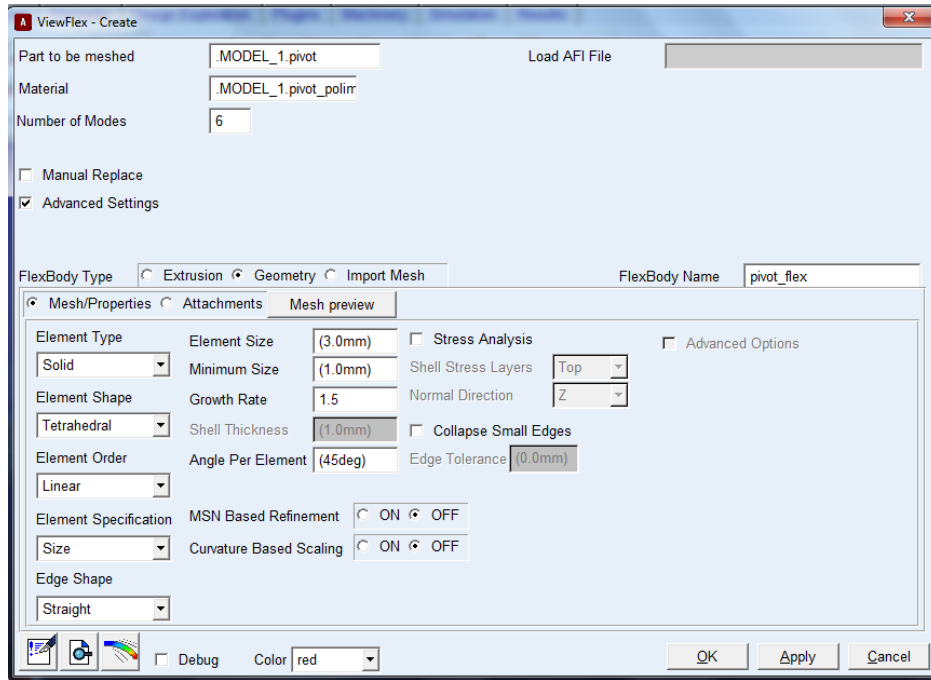 ViewFlex - Create
Part to be meshed .MODEL_1.pivot Load AFI File
Material .MODEL_1.pivot_polim
Number of Modes 6
Manual Replace
Advanced Settings
FlexBody Type Extrusion Geometry Import Mesh FlexBody Name pivot_flex
Mesh/Properties Attachments Mesh preview
Element Type Element Size (3.0mm) Stress Analysis Advanced Options
Solid Minimum Size (1.0mm) Shell Stress Layers Top
Element Shape Growth Rate 1.5 Normal Direction Z
Tetrahedral Shell Thickness (1.0mm) Collapse Small Edges
Element Order Angle Per Element (45deg) Edge Tolerance (0.0mm)
Linear
Element Specification MSN Based Refinement ON OFF
Size Curvature Based Scaling ON OFF
Edge Shape
Straight
Debug Color red OK Apply Cancel